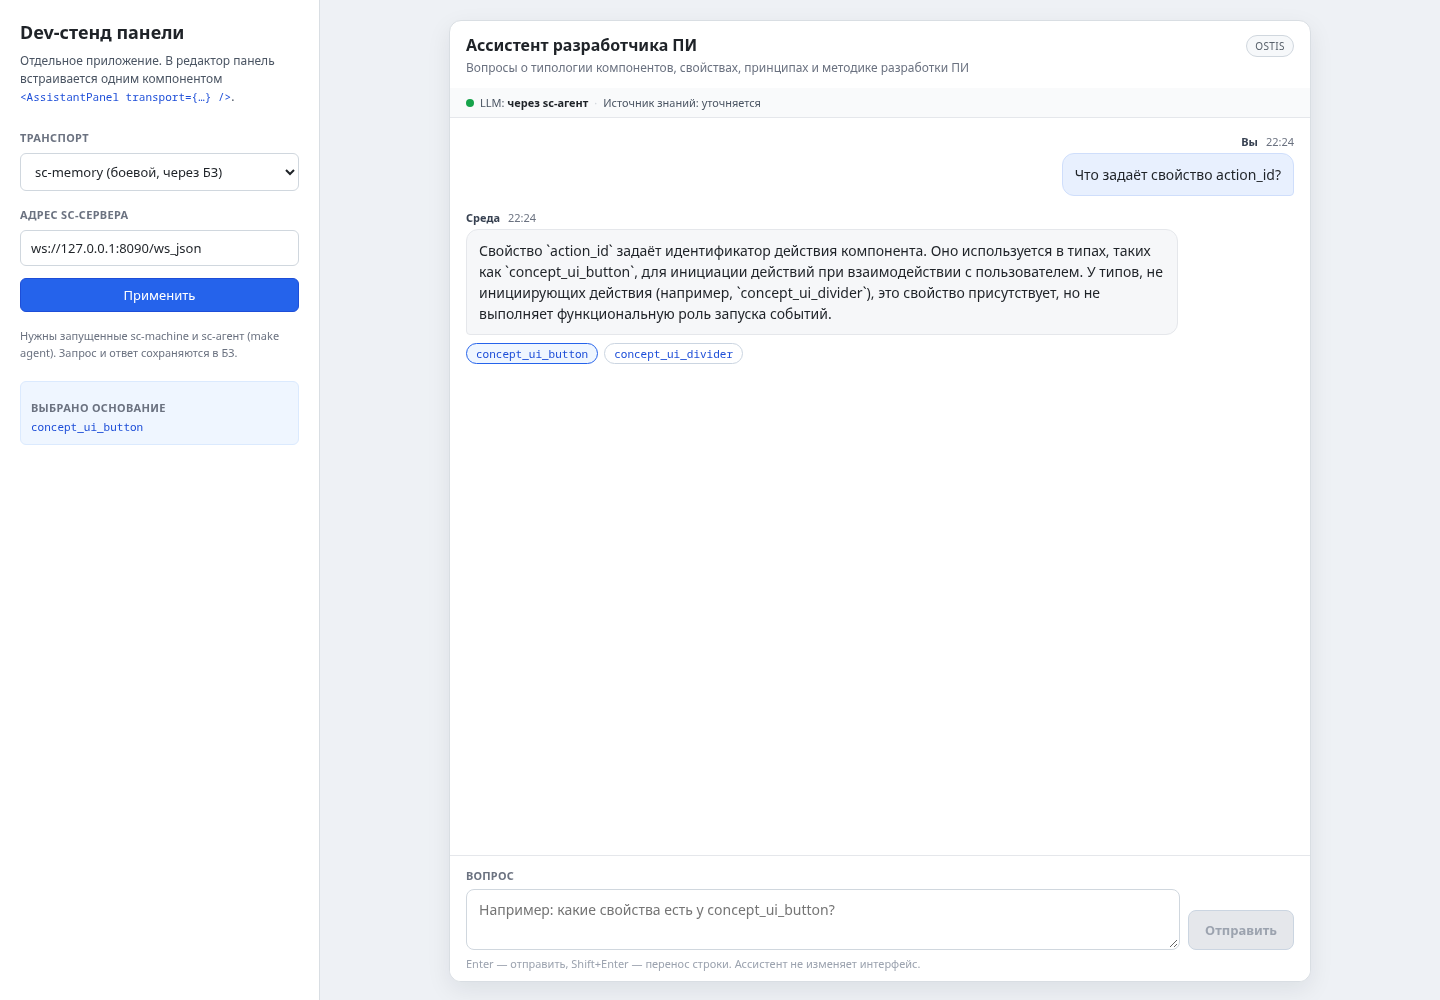 Dev-стенд панели
Отдельное приложение. В редактор панель
встраивается одним компонентом
<AssistantPanel transport={…} />.
ТРАНСПОРТ
sc-memory (боевой, через БЗ)
АДРЕС SC-СЕРВЕРА
ws://127.0.0.1:8090/ws_json
Применить
Нужны запущенные sc-machine и sc-агент (make
agent). Запрос и ответ сохраняются в БЗ.
ВЫБРАНО ОСНОВАНИЕ
concept_ui_button
Ассистент разработчика ПИ
OSTIS
Вопросы о типологии компонентов, свойствах, принципах и методике разработки ПИ
LLM: через sc-агент · Источник знаний: уточняется
Вы 22:24
Что задаёт свойство action_id?
Среда 22:24
Свойство `action_id` задаёт идентификатор действия компонента. Оно используется в типах, таких
как `concept_ui_button`, для инициации действий при взаимодействии с пользователем. У типов, не
инициирующих действия (например, `concept_ui_divider`), это свойство присутствует, но не
выполняет функциональную роль запуска событий.
concept_ui_button concept_ui_divider
ВОПРОС
Например: какие свойства есть у concept_ui_button?
Отправить
Enter — отправить, Shift+Enter — перенос строки. Ассистент не изменяет интерфейс.